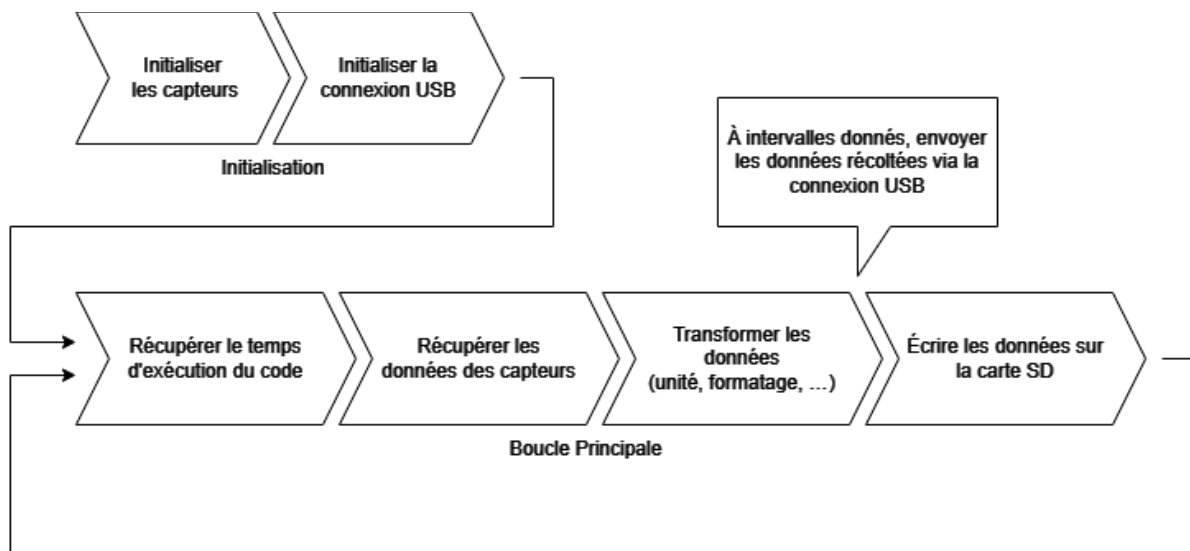 Initialiser
les capteurs
Initialiser la
connexion USB
Initialisation
À intervalles donnés, envoyer
les données récoltées via la
connexion USB
Récupérer le temps
d'exécution du code
Récupérer les
données des capteurs
Transformer les
données
(unité, formatage, ...)
Écrire les données sur
la carte SD
Boucle Principale